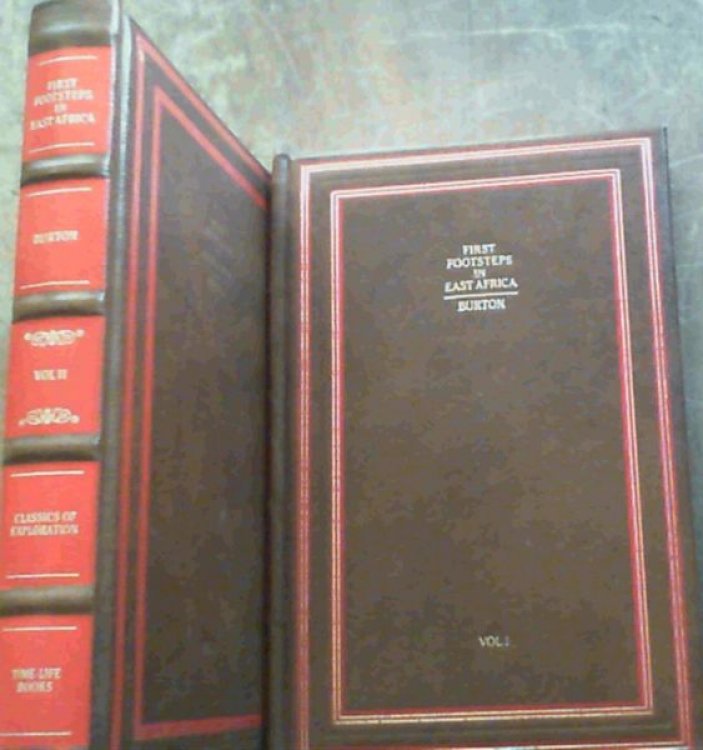 FIRST
FOOTSTEPS
IN
EAST AFRICA
BURTON
VOL II
CLASSICS OF
EXPLORATION
TIME-LIFE
BOOKS
FIRST
FOOTSTEPS
IN
EAST AFRICA
BURTON
VOL I